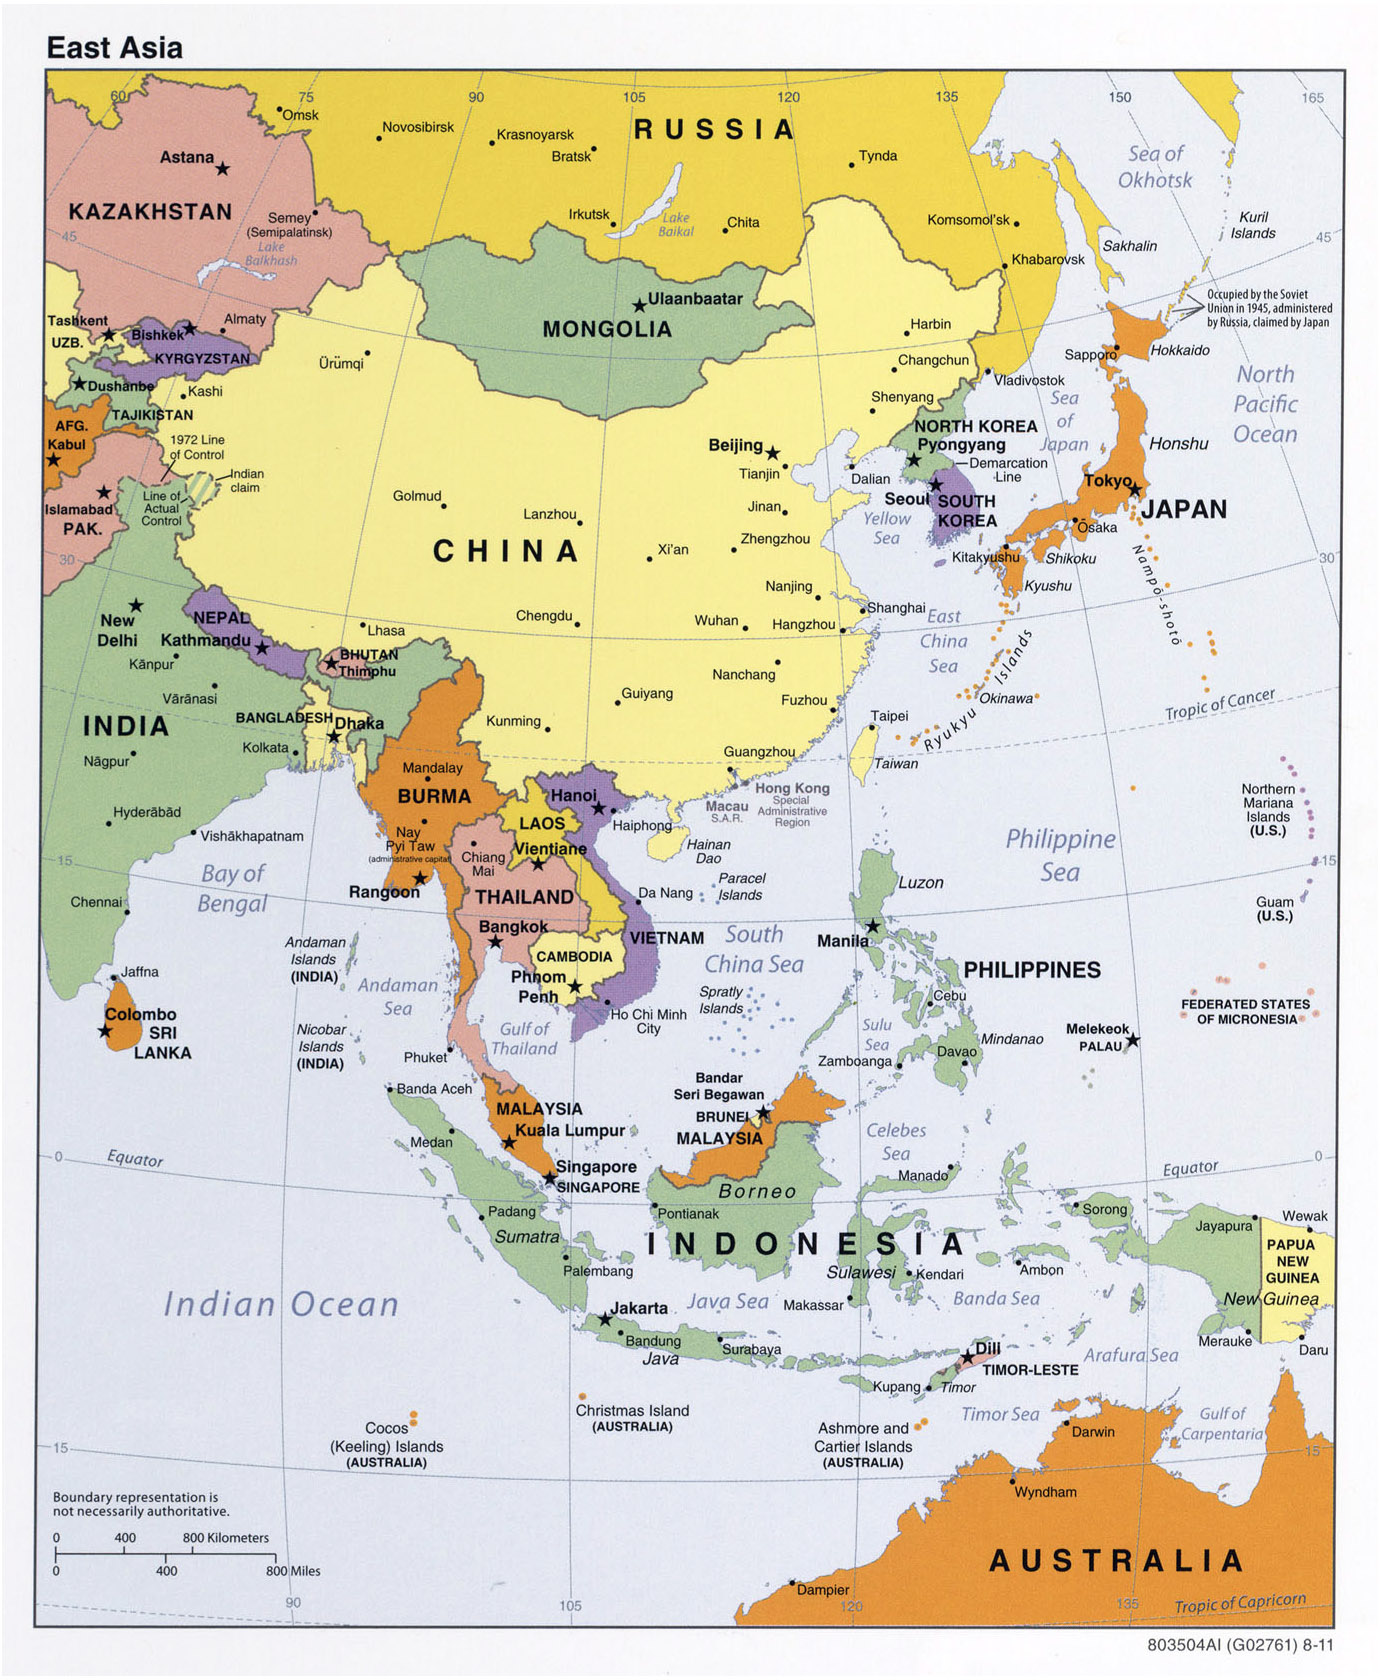 East Asia
60
75
90
105
120
135
150
165
Omsk
Novosibirsk
Krasnoyarsk
Bratsk
RUSSIA
Tynda
Sea of
Okhotsk
Astana
KAZAKHSTAN
Semey
(Semipalatinsk)
Irkutsk
Lake
Baikal
Chita
Komsomol'sk
Khabarovsk
Sakhalin
Kuril
Islands
45
45
Lake
Balkhash
Occupied by the Soviet
Union in 1945, administered
by Russia, claimed by Japan
Ulaanbaatar
MONGOLIA
Tashkent
UZB.
Bishkek
Almaty
KYRGYZSTAN
Ürümqi
Harbin
Changchun
Sapporo
Hokkaido
Vladivostok
Dushanbe
Kashi
TAJIKISTAN
Shenyang
Sea
of
Japan
North
Pacific
Ocean
AFG.
Kabul
1972 Line
of Control
Indian
claim
Line of
Actual
Control
Islamabad
PAK.
NORTH KOREA
Pyongyang
Demarcation
Line
Seoul
SOUTH
KOREA
Honshu
Tokyo
JAPAN
Beijing
Tianjin
Dalian
Jinan
Yellow
Sea
Golmud
Lanzhou
Zhengzhou
Xi'an
CHINA
Ōsaka
Kitakyushu
Shikoku
Kyushu
Nampō-shotō
30
30
Nanjing
Shanghai
Chengdu
Wuhan
Hangzhou
East
China
Sea
New
Delhi
NEPAL
Kathmandu
Lhasa
BHUTAN
Thimphu
Kānpur
Vārānasi
Nanchang
Guiyang
Fuzhou
Okinawa
Ryukyu Islands
Tropic of Cancer
INDIA
BANGLADESH
Dhaka
Kolkata
Kunming
Taipei
Taiwan
Nāgpur
Mandalay
BURMA
Guangzhou
Hanoi
Macau
S.A.R.
Hong Kong
Special
Administrative
Region
Northern
Mariana
Islands
(U.S.)
Hyderābād
Vishākhapatnam
Nay
Pyi Taw
(administrative capital)
LAOS
Vientiane
Haiphong
Hainan
Dao
Philippine
Sea
15
15
Bay of
Bengal
Chiang
Mai
Rangoon
THAILAND
Bangkok
Da Nang
Paracel
Islands
Luzon
Guam
(U.S.)
Chennai
VIETNAM
South
China Sea
Manila
Andaman
Islands
(INDIA)
CAMBODIA
Phnom
Penh
PHILIPPINES
Jaffna
Andaman
Sea
Spratly
Islands
Cebu
FEDERATED STATES
OF MICRONESIA
Colombo
SRI
LANKA
Nicobar
Islands
(INDIA)
Gulf of
Thailand
Ho Chi Minh
City
Sulu
Sea
Mindanao
Melekeok
PALAU
Phuket
Zamboanga
Davao
Banda Aceh
Bandar
Seri Begawan
BRUNEI
MALAYSIA
MALAYSIA
Kuala Lumpur
Medan
Celebes
Sea
0
Equator
Singapore
SINGAPORE
Manado
Equator
0
Borneo
Padang
Pontianak
Sorong
Jayapura
Wewak
Sumatra
INDONESIA
PAPUA
NEW
GUINEA
Palembang
Sulawesi
Kendari
Ambon
New Guinea
Indian Ocean
Jakarta
Java Sea
Makassar
Banda Sea
Bandung
Java
Surabaya
Dili
TIMOR-LESTE
Arafura Sea
Merauke
Daru
Kupang
Timor
Christmas Island
(AUSTRALIA)
Cocos
(Keeling) Islands
(AUSTRALIA)
Ashmore and
Cartier Islands
(AUSTRALIA)
Timor Sea
Darwin
Gulf of
Carpentaria
15
15
Wyndham
Boundary representation is
not necessarily authoritative.
0 400 800 Kilometers
0 400 800 Miles
AUSTRALIA
Dampier
Tropic of Capricorn
90
105
120
135
803504AI (G02761) 8-11